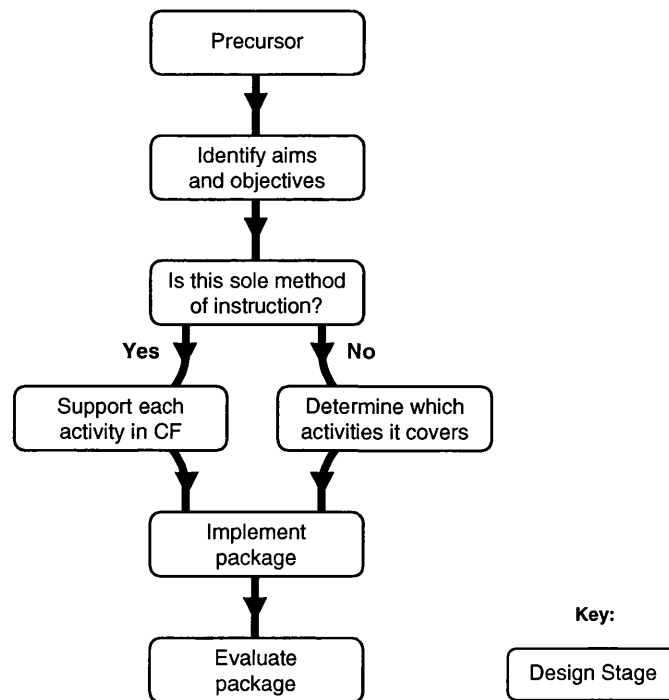 Precursor
Identify aims
and objectives
Is this sole method
of instruction?
Yes
No
Support each
activity in CF
Determine which
activities it covers
Implement
package
Evaluate
package
Key:
Design Stage